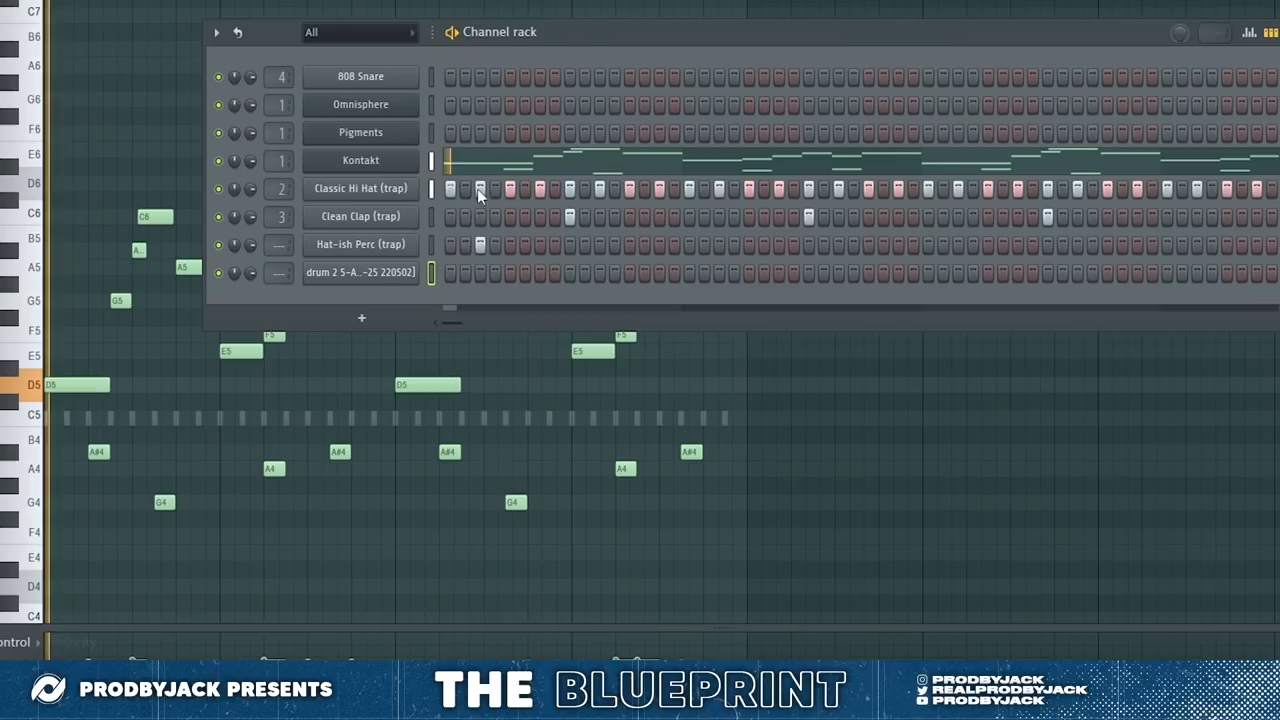 C7
B6
A6
G6
F6
E6
D6
C6
B5
A5
G5
F5
E5
D5
C5
B4
A4
G4
F4
E4
D4
C4
All
Channel rack
4 808 Snare
1 Omnisphere
1 Pigments
1 Kontakt
2 Classic Hi Hat (trap)
3 Clean Clap (trap)
--- Hat-ish Perc (trap)
--- drum 2 5-A..-25 220502]
+
C6
A..
A5
G5
F5
F5
E5
E5
D5
D5
A#4
A#4
A#4
A#4
A4
A4
G4
G4
ontrol
PRODBYJACK PRESENTS
THE BLUEPRINT
PRODBYJACK
REALPRODBYJACK
PRODBYJACK